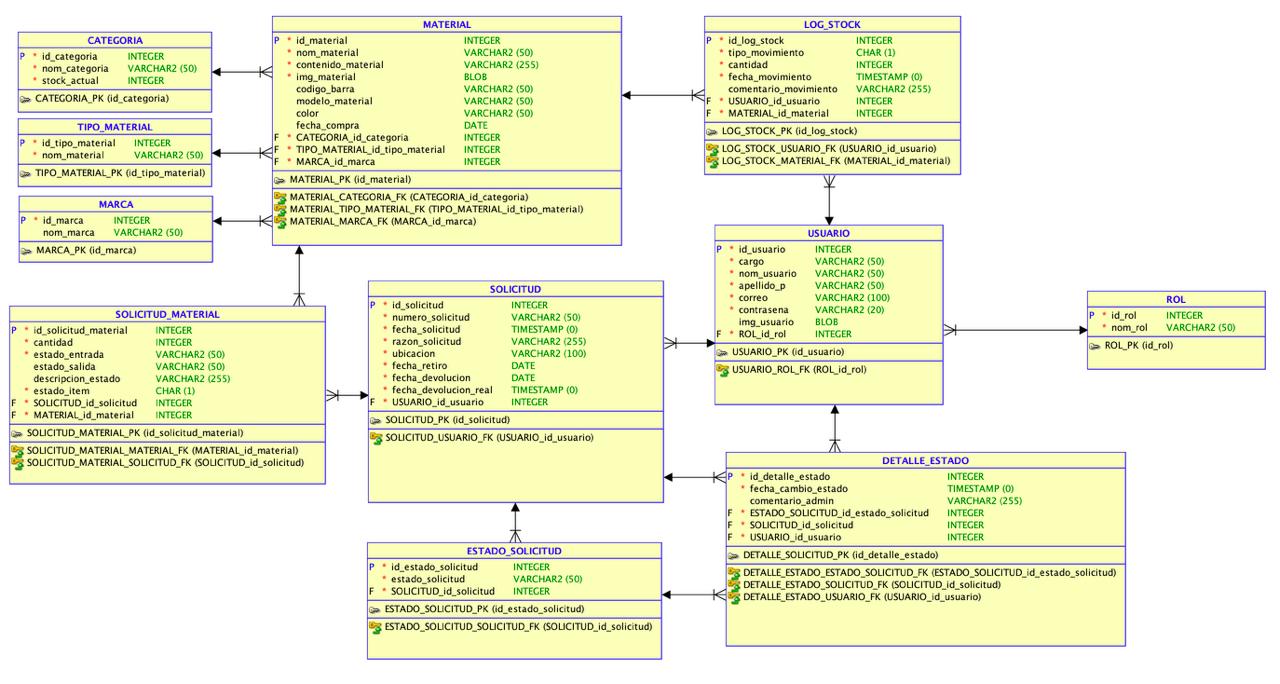 CATEGORIA
P * id_categoria INTEGER
* nom_categoria VARCHAR2 (50)
* stock_actual INTEGER
CATEGORIA_PK (id_categoria)
TIPO_MATERIAL
P * id_tipo_material INTEGER
* nom_material VARCHAR2 (50)
TIPO_MATERIAL_PK (id_tipo_material)
MARCA
P * id_marca INTEGER
nom_marca VARCHAR2 (50)
MARCA_PK (id_marca)
MATERIAL
P * id_material INTEGER
* nom_material VARCHAR2 (50)
* contenido_material VARCHAR2 (255)
* img_material BLOB
codigo_barra VARCHAR2 (50)
modelo_material VARCHAR2 (50)
color VARCHAR2 (50)
fecha_compra DATE
F * CATEGORIA_id_categoria INTEGER
F * TIPO_MATERIAL_id_tipo_material INTEGER
F * MARCA_id_marca INTEGER
MATERIAL_PK (id_material)
MATERIAL_CATEGORIA_FK (CATEGORIA_id_categoria)
MATERIAL_TIPO_MATERIAL_FK (TIPO_MATERIAL_id_tipo_material)
MATERIAL_MARCA_FK (MARCA_id_marca)
LOG_STOCK
P * id_log_stock INTEGER
* tipo_movimiento CHAR (1)
* cantidad INTEGER
* fecha_movimiento TIMESTAMP (0)
comentario_movimiento VARCHAR2 (255)
F * USUARIO_id_usuario INTEGER
F * MATERIAL_id_material INTEGER
LOG_STOCK_PK (id_log_stock)
LOG_STOCK_USUARIO_FK (USUARIO_id_usuario)
LOG_STOCK_MATERIAL_FK (MATERIAL_id_material)
USUARIO
P * id_usuario INTEGER
* cargo VARCHAR2 (50)
* nom_usuario VARCHAR2 (50)
* apellido_p VARCHAR2 (50)
* correo VARCHAR2 (100)
* contrasena VARCHAR2 (20)
img_usuario BLOB
F * ROL_id_rol INTEGER
USUARIO_PK (id_usuario)
USUARIO_ROL_FK (ROL_id_rol)
ROL
P * id_rol INTEGER
* nom_rol VARCHAR2 (50)
ROL_PK (id_rol)
SOLICITUD_MATERIAL
P * id_solicitud_material INTEGER
* cantidad INTEGER
* estado_entrada VARCHAR2 (50)
estado_salida VARCHAR2 (50)
descripcion_estado VARCHAR2 (255)
* estado_item CHAR (1)
F * SOLICITUD_id_solicitud INTEGER
F * MATERIAL_id_material INTEGER
SOLICITUD_MATERIAL_PK (id_solicitud_material)
SOLICITUD_MATERIAL_MATERIAL_FK (MATERIAL_id_material)
SOLICITUD_MATERIAL_SOLICITUD_FK (SOLICITUD_id_solicitud)
SOLICITUD
P * id_solicitud INTEGER
* numero_solicitud VARCHAR2 (50)
* fecha_solicitud TIMESTAMP (0)
* razon_solicitud VARCHAR2 (255)
* ubicacion VARCHAR2 (100)
* fecha_retiro DATE
* fecha_devolucion DATE
* fecha_devolucion_real TIMESTAMP (0)
F * USUARIO_id_usuario INTEGER
SOLICITUD_PK (id_solicitud)
SOLICITUD_USUARIO_FK (USUARIO_id_usuario)
DETALLE_ESTADO
P * id_detalle_estado INTEGER
* fecha_cambio_estado TIMESTAMP (0)
comentario_admin VARCHAR2 (255)
F * ESTADO_SOLICITUD_id_estado_solicitud INTEGER
F * SOLICITUD_id_solicitud INTEGER
F * USUARIO_id_usuario INTEGER
DETALLE_SOLICITUD_PK (id_detalle_estado)
DETALLE_ESTADO_ESTADO_SOLICITUD_FK (ESTADO_SOLICITUD_id_estado_solicitud)
DETALLE_ESTADO_SOLICITUD_FK (SOLICITUD_id_solicitud)
DETALLE_ESTADO_USUARIO_FK (USUARIO_id_usuario)
ESTADO_SOLICITUD
P * id_estado_solicitud INTEGER
* estado_solicitud VARCHAR2 (50)
F * SOLICITUD_id_solicitud INTEGER
ESTADO_SOLICITUD_PK (id_estado_solicitud)
ESTADO_SOLICITUD_SOLICITUD_FK (SOLICITUD_id_solicitud)